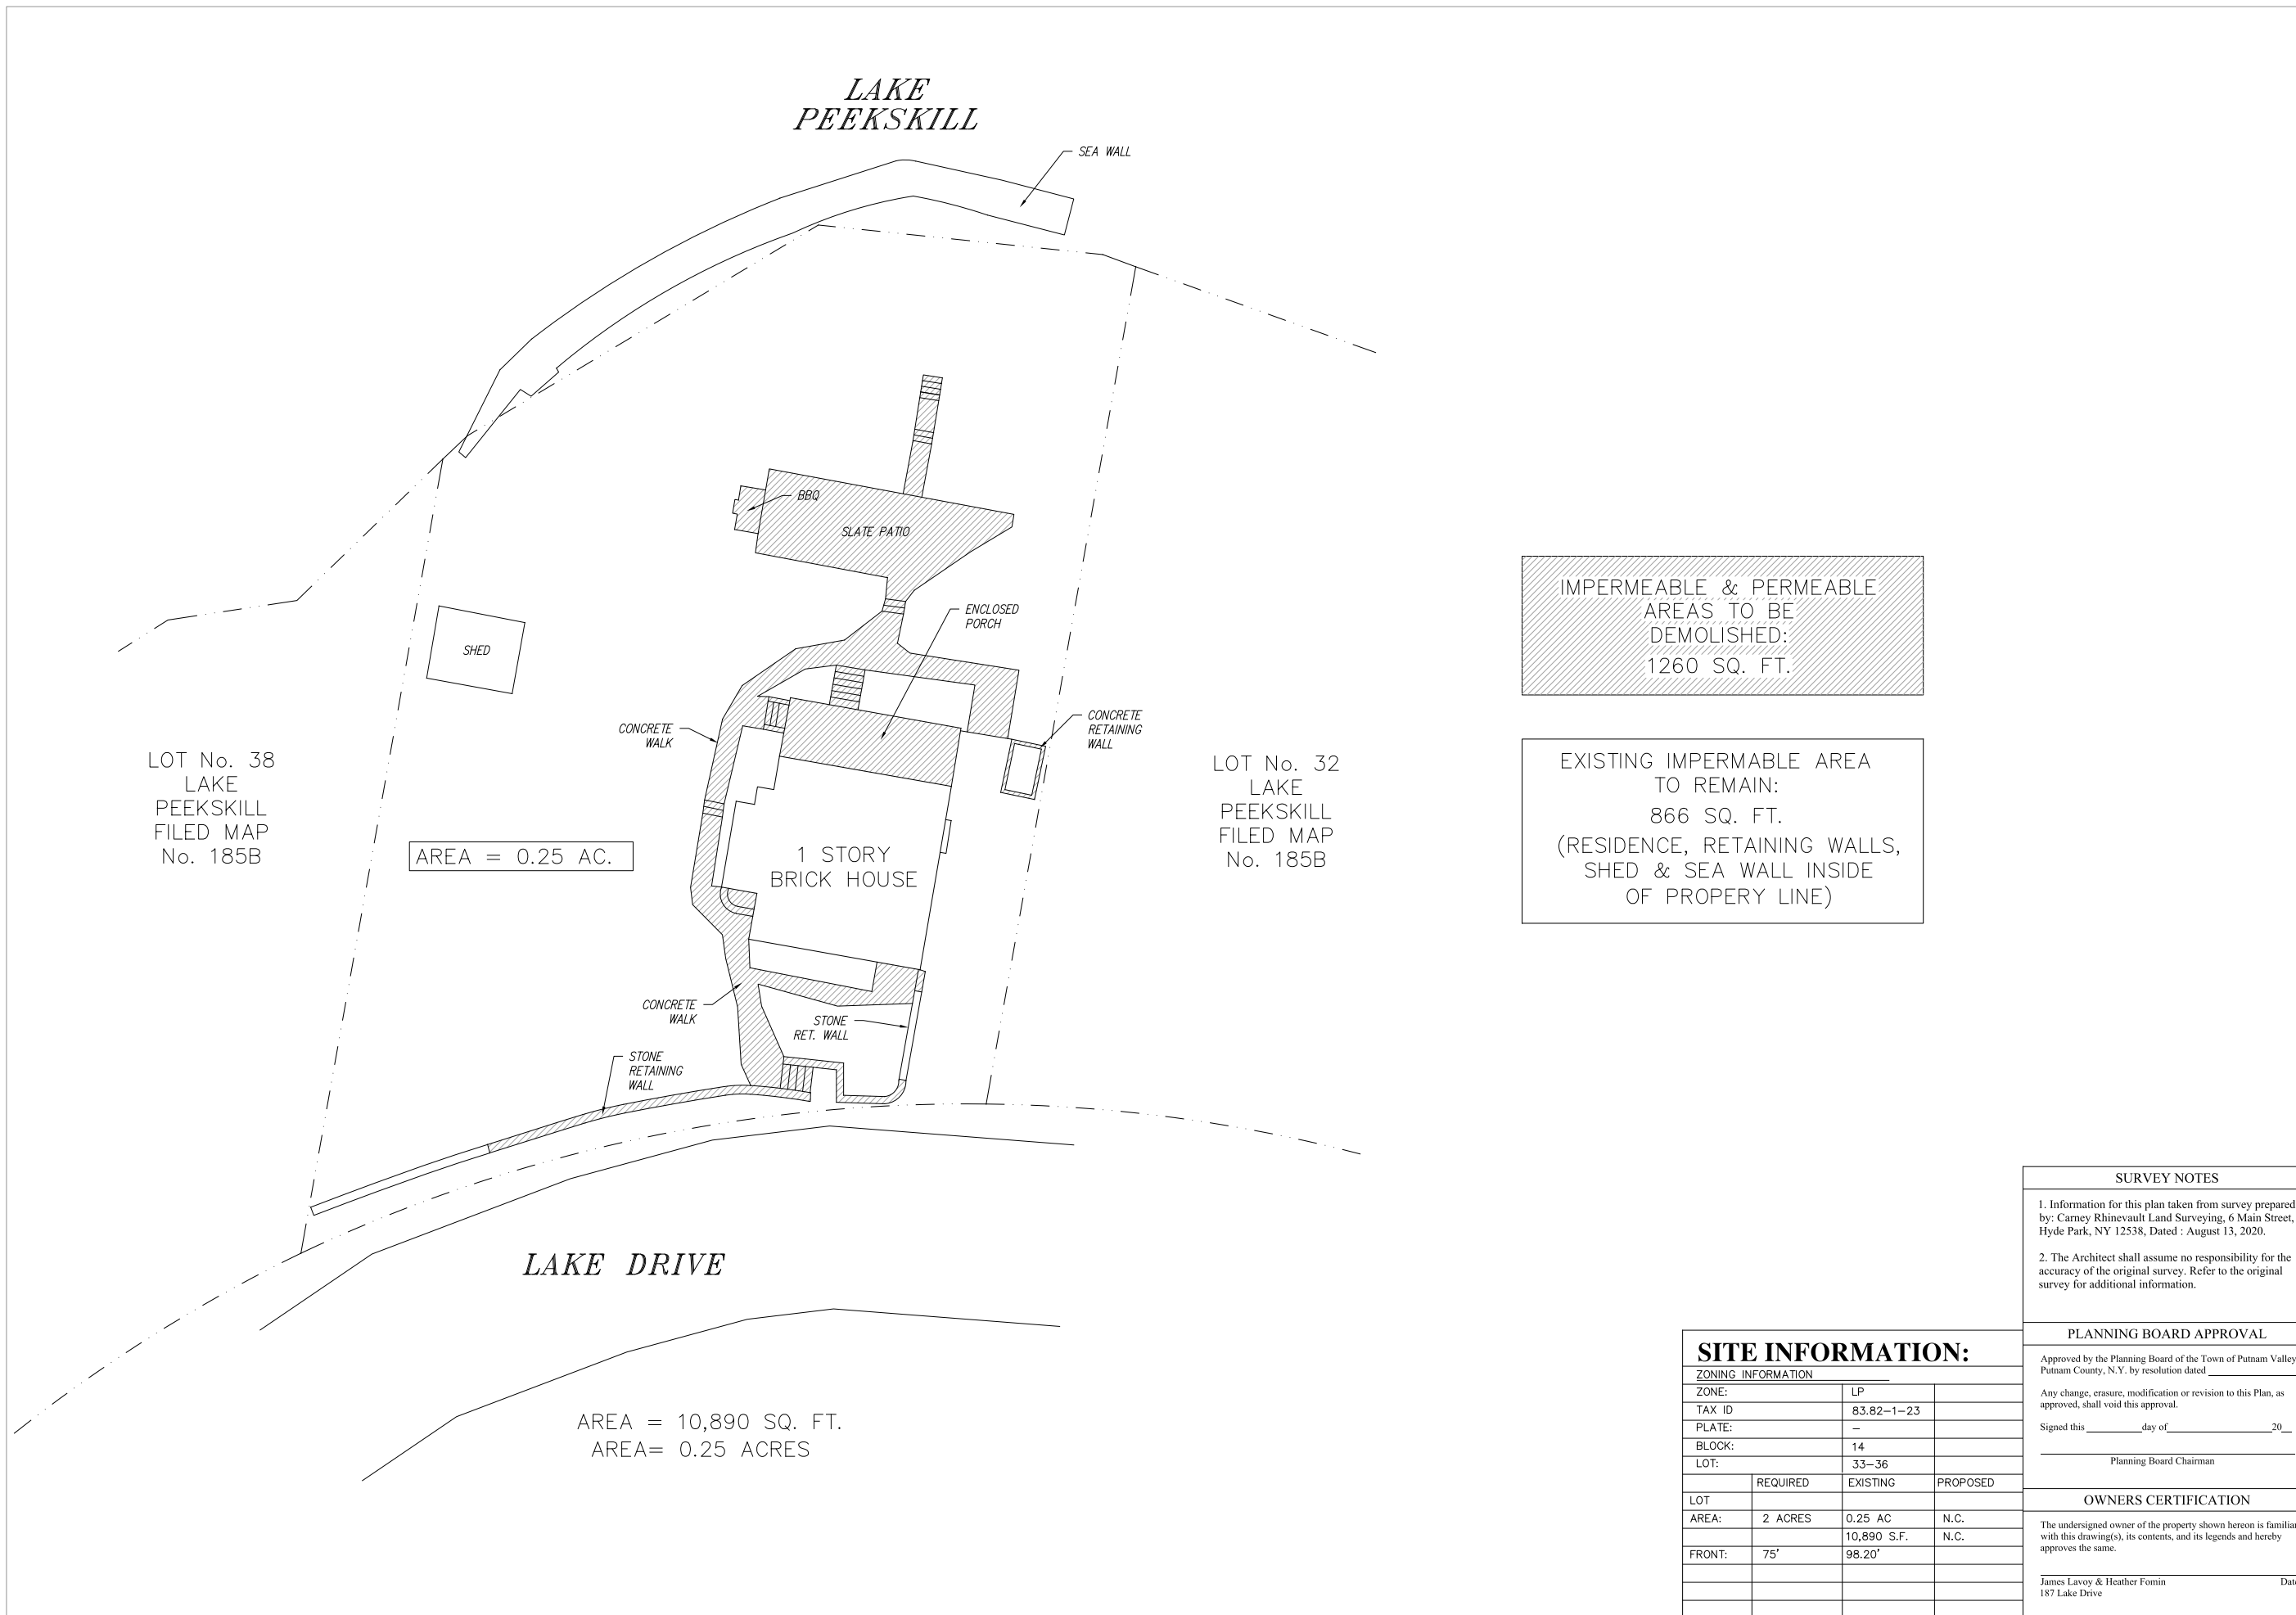 LAKE
PEEKSKILL
SEA WALL
BBQ
SLATE PATIO
ENCLOSED
PORCH
SHED
CONCRETE
WALK
CONCRETE
RETAINING
WALL
LOT No. 38
LAKE
PEEKSKILL
FILED MAP
No. 185B
LOT No. 32
LAKE
PEEKSKILL
FILED MAP
No. 185B
AREA = 0.25 AC.
1 STORY
BRICK HOUSE
CONCRETE
WALK
STONE
RET. WALL
STONE
RETAINING
WALL
LAKE DRIVE
AREA = 10,890 SQ. FT.
AREA= 0.25 ACRES
IMPERMEABLE & PERMEABLE
AREAS TO BE
DEMOLISHED:
1260 SQ. FT.
EXISTING IMPERMABLE AREA
TO REMAIN:
866 SQ. FT.
(RESIDENCE, RETAINING WALLS,
SHED & SEA WALL INSIDE
OF PROPERY LINE)
SITE INFORMATION:
ZONING INFORMATION
ZONE: LP
TAX ID 83.82-1-23
PLATE: -
BLOCK: 14
LOT: 33-36
REQUIRED EXISTING PROPOSED
LOT
AREA: 2 ACRES 0.25 AC N.C.
10,890 S.F. N.C.
FRONT: 75' 98.20'
SURVEY NOTES
1. Information for this plan taken from survey prepared
by: Carney Rhinevault Land Surveying, 6 Main Street,
Hyde Park, NY 12538, Dated : August 13, 2020.
2. The Architect shall assume no responsibility for the
accuracy of the original survey. Refer to the original
survey for additional information.
PLANNING BOARD APPROVAL
Approved by the Planning Board of the Town of Putnam Valley
Putnam County, N.Y. by resolution dated
Any change, erasure, modification or revision to this Plan, as
approved, shall void this approval.
Signed this day of 20
Planning Board Chairman
OWNERS CERTIFICATION
The undersigned owner of the property shown hereon is familiar
with this drawing(s), its contents, and its legends and hereby
approves the same.
James Lavoy & Heather Fomin Date
187 Lake Drive